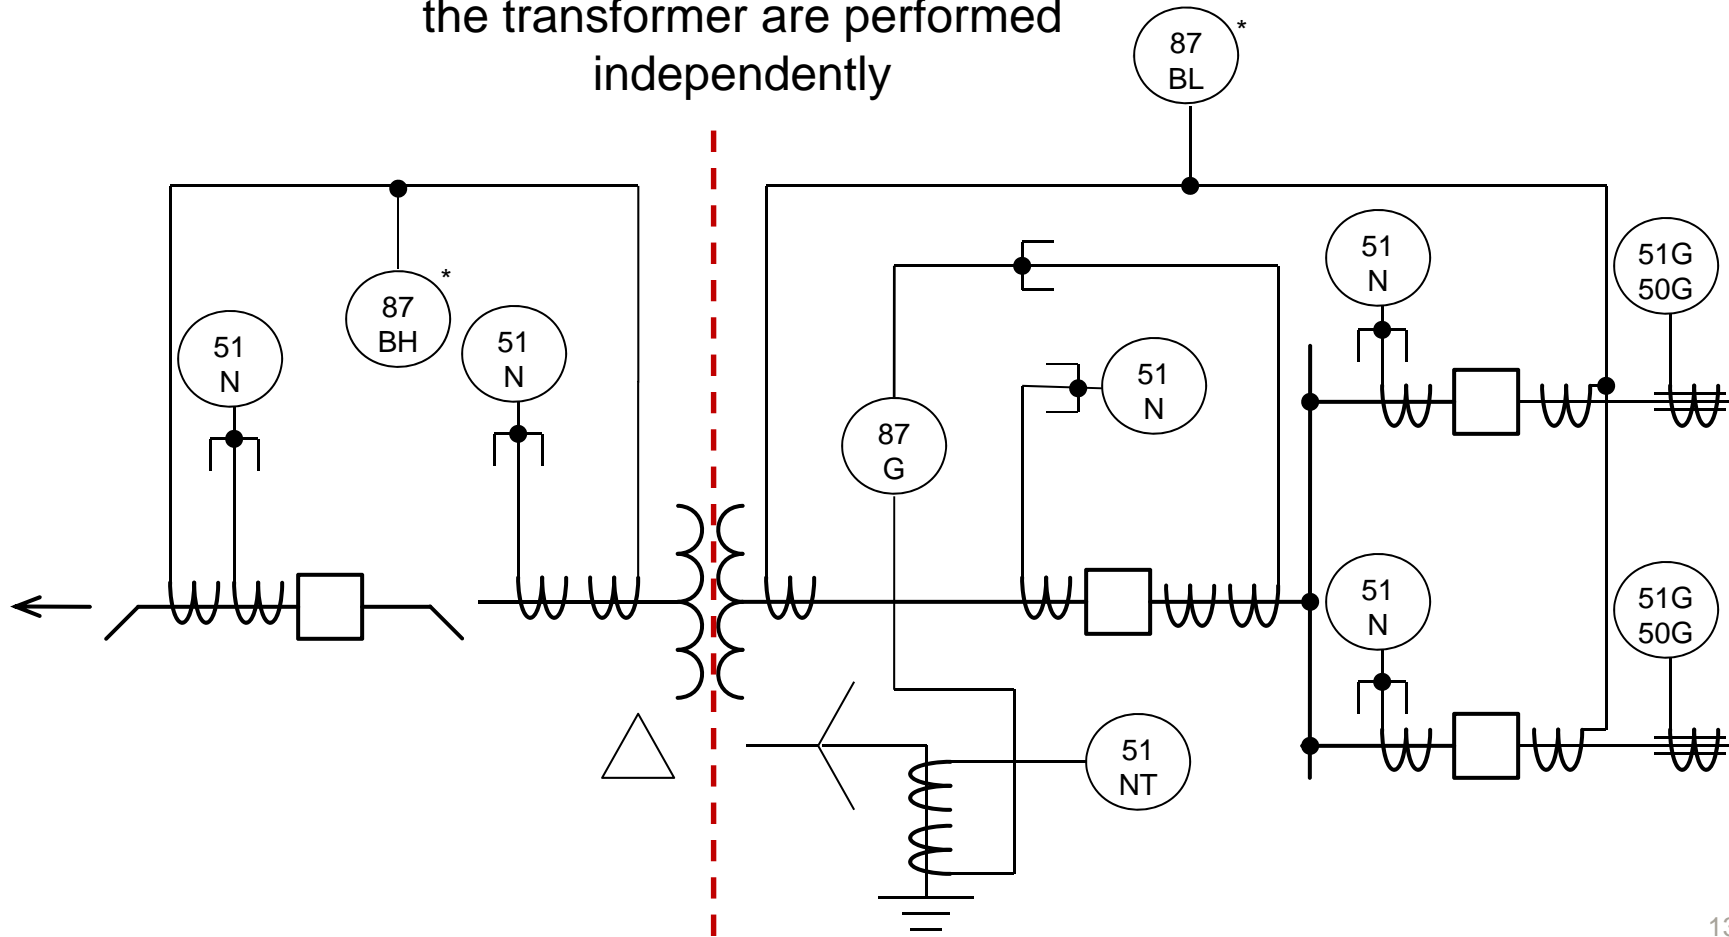 the transformer are performed
independently
87
BL
*
87
BH
*
51
N
51
N
51
N
51G
50G
51
N
87
G
51
N
51G
50G
51
NT
13